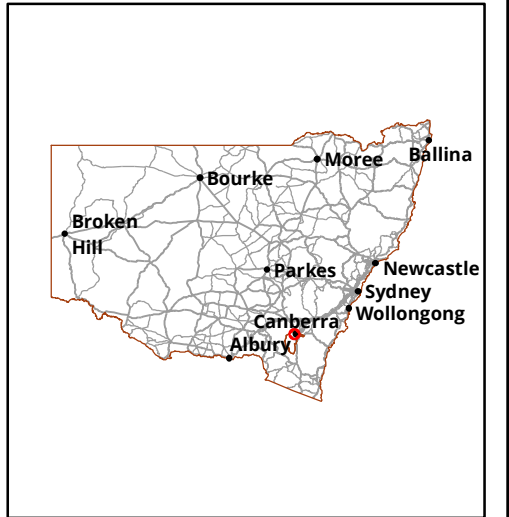 Ballina
Moree
Bourke
Broken
Hill
Parkes
Newcastle
Sydney
Wollongong
Canberra
Albury